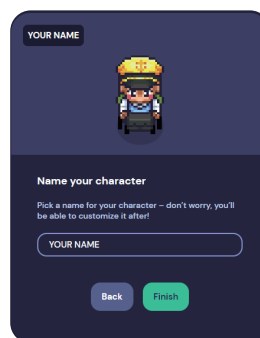 YOUR NAME
Name your character
Pick a name for your character – don't worry, you'll
be able to customize it after!
YOUR NAME
Back
Finish